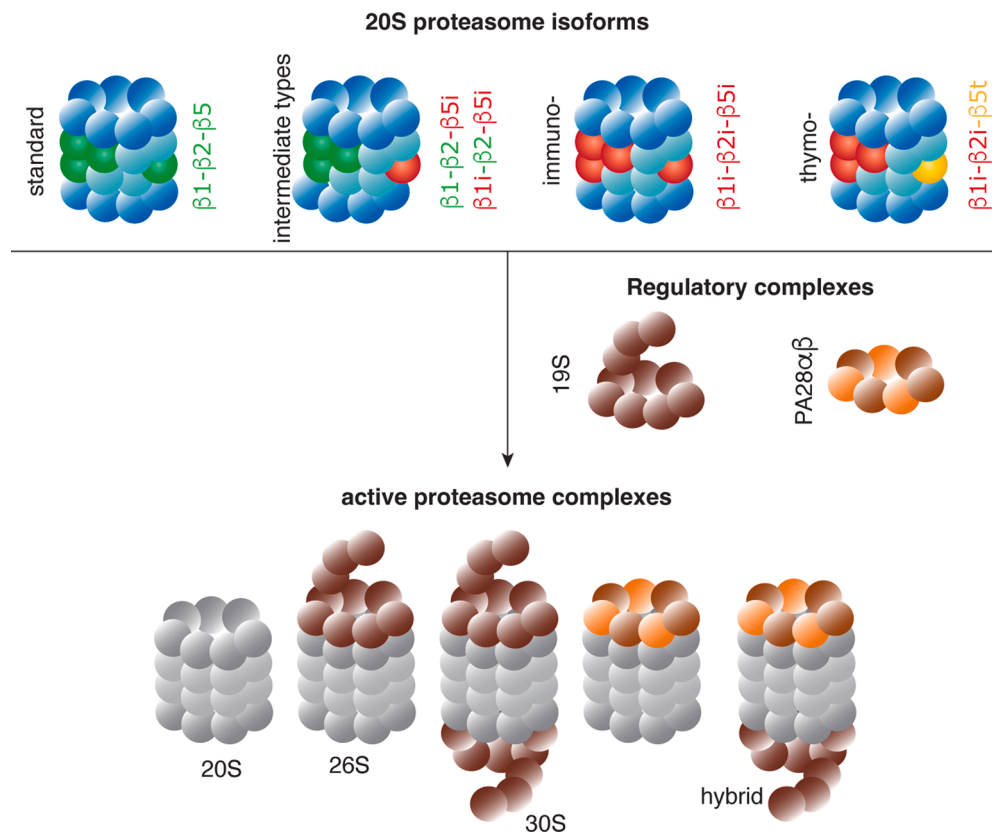 20S proteasome isoforms
standard
β1-β2-β5
intermediate types
β1-β2-β5i
β1i-β2-β5i
immuno-
β1i-β2i-β5i
thymo-
β1i-β2i-β5t
Regulatory complexes
19S
PA28αβ
active proteasome complexes
20S
26S
30S
hybrid